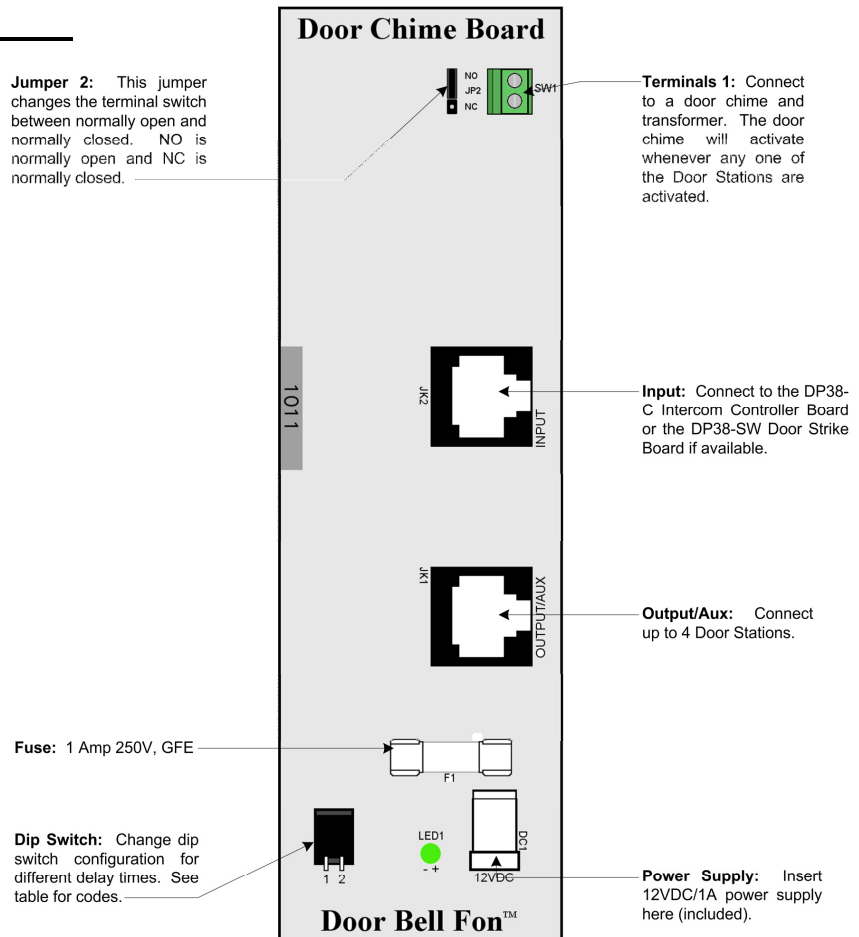 Door Chime Board
Jumper 2: This jumper
changes the terminal switch
between normally open and
normally closed. NO is
normally open and NC is
normally closed.
NO
JP2
NC
SW1
Terminals 1: Connect
to a door chime and
transformer. The door
chime will activate
whenever any one of
the Door Stations are
activated.
1011
JK2
INPUT
Input: Connect to the DP38-
C Intercom Controller Board
or the DP38-SW Door Strike
Board if available.
JK1
OUTPUT/AUX
Output/Aux: Connect
up to 4 Door Stations.
Fuse: 1 Amp 250V, GFE
F1
Dip Switch: Change dip
switch configuration for
different delay times. See
table for codes.
1 2
LED1
- +
DC1
12VDC
Power Supply: Insert
12VDC/1A power supply
here (included).
Door Bell Fon™